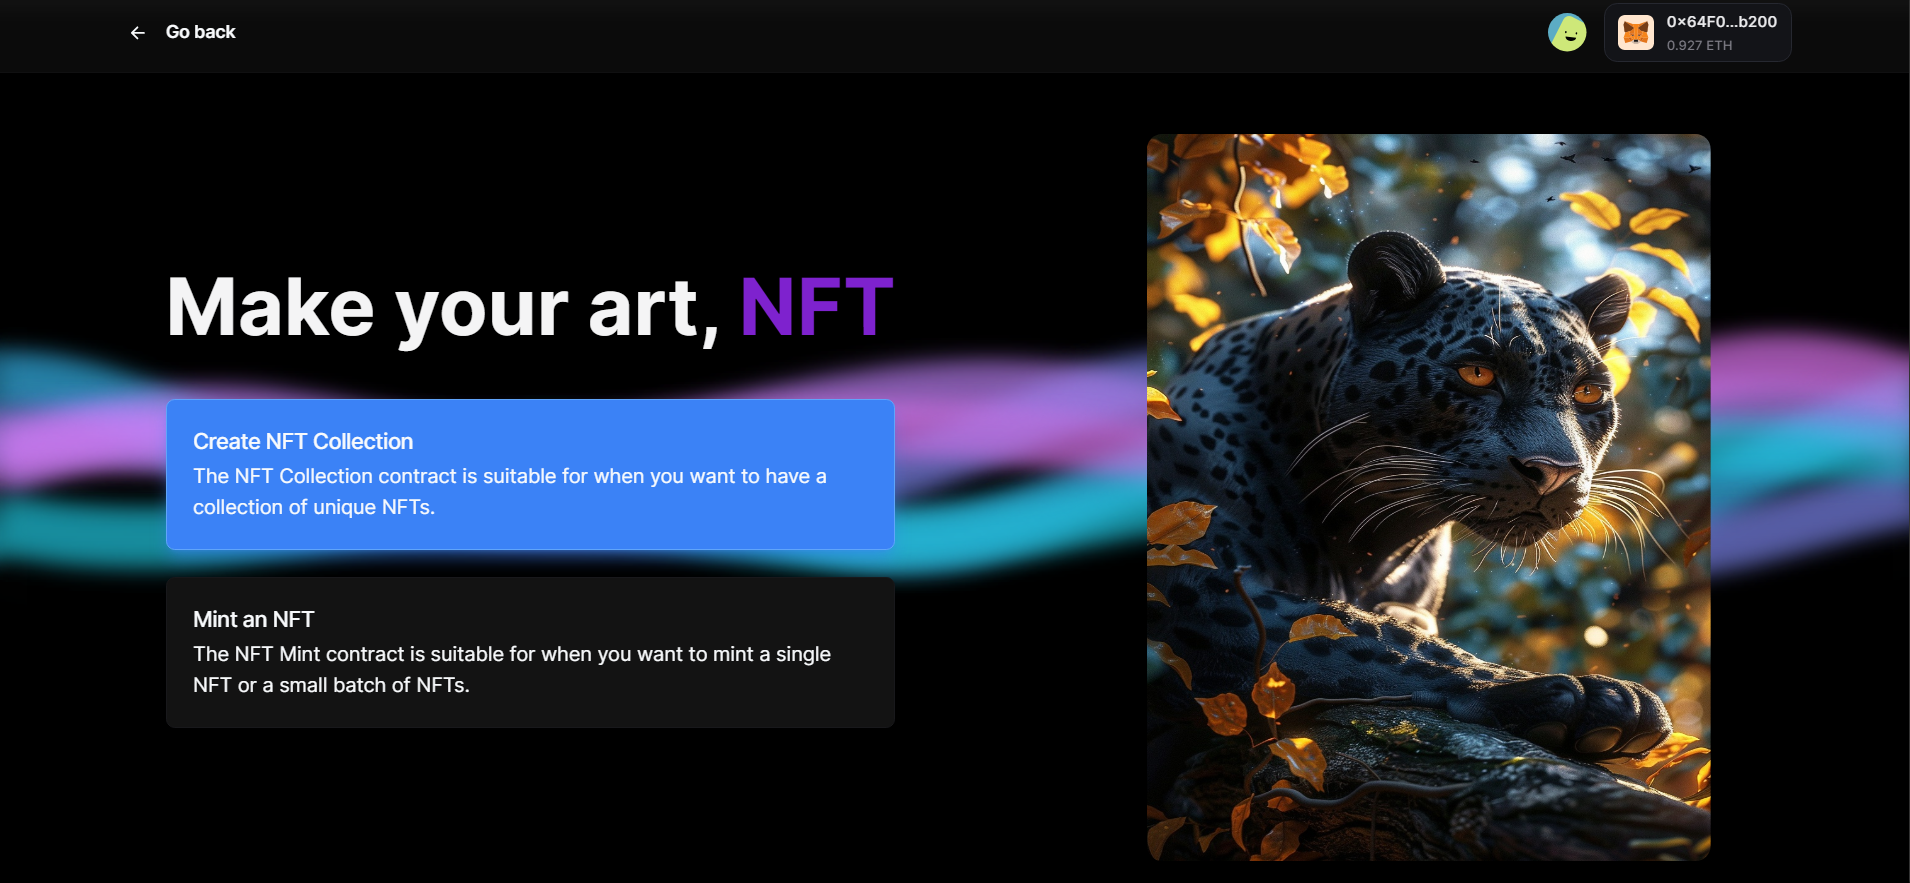 Go back
0x64F0...b200
0.927 ETH
Make your art, NFT
Create NFT Collection
The NFT Collection contract is suitable for when you want to have a
collection of unique NFTs.
Mint an NFT
The NFT Mint contract is suitable for when you want to mint a single
NFT or a small batch of NFTs.